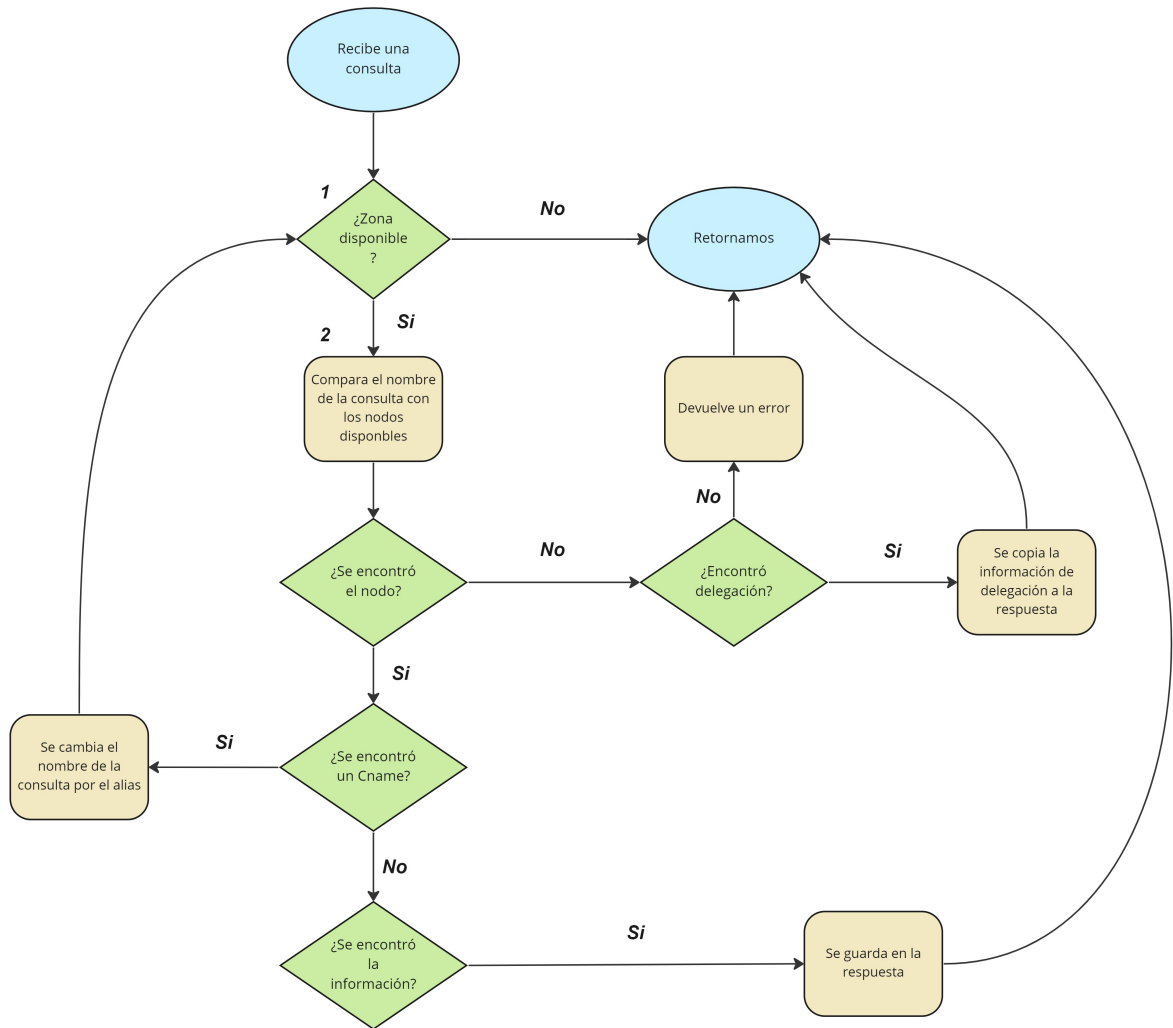 Recibe una
consulta
1
¿Zona
disponible
?
No
Retornamos
Si
2
Compara el nombre
de la consulta con
los nodos
disponbles
Devuelve un error
No
¿Se encontró
el nodo?
No
¿Encontró
delegación?
Si
Se copia la
información de
delegación a la
respuesta
Si
Se cambia el
nombre de la
consulta por el alias
Si
¿Se encontró
un Cname?
No
¿Se encontró
la
información?
Si
Se guarda en la
respuesta